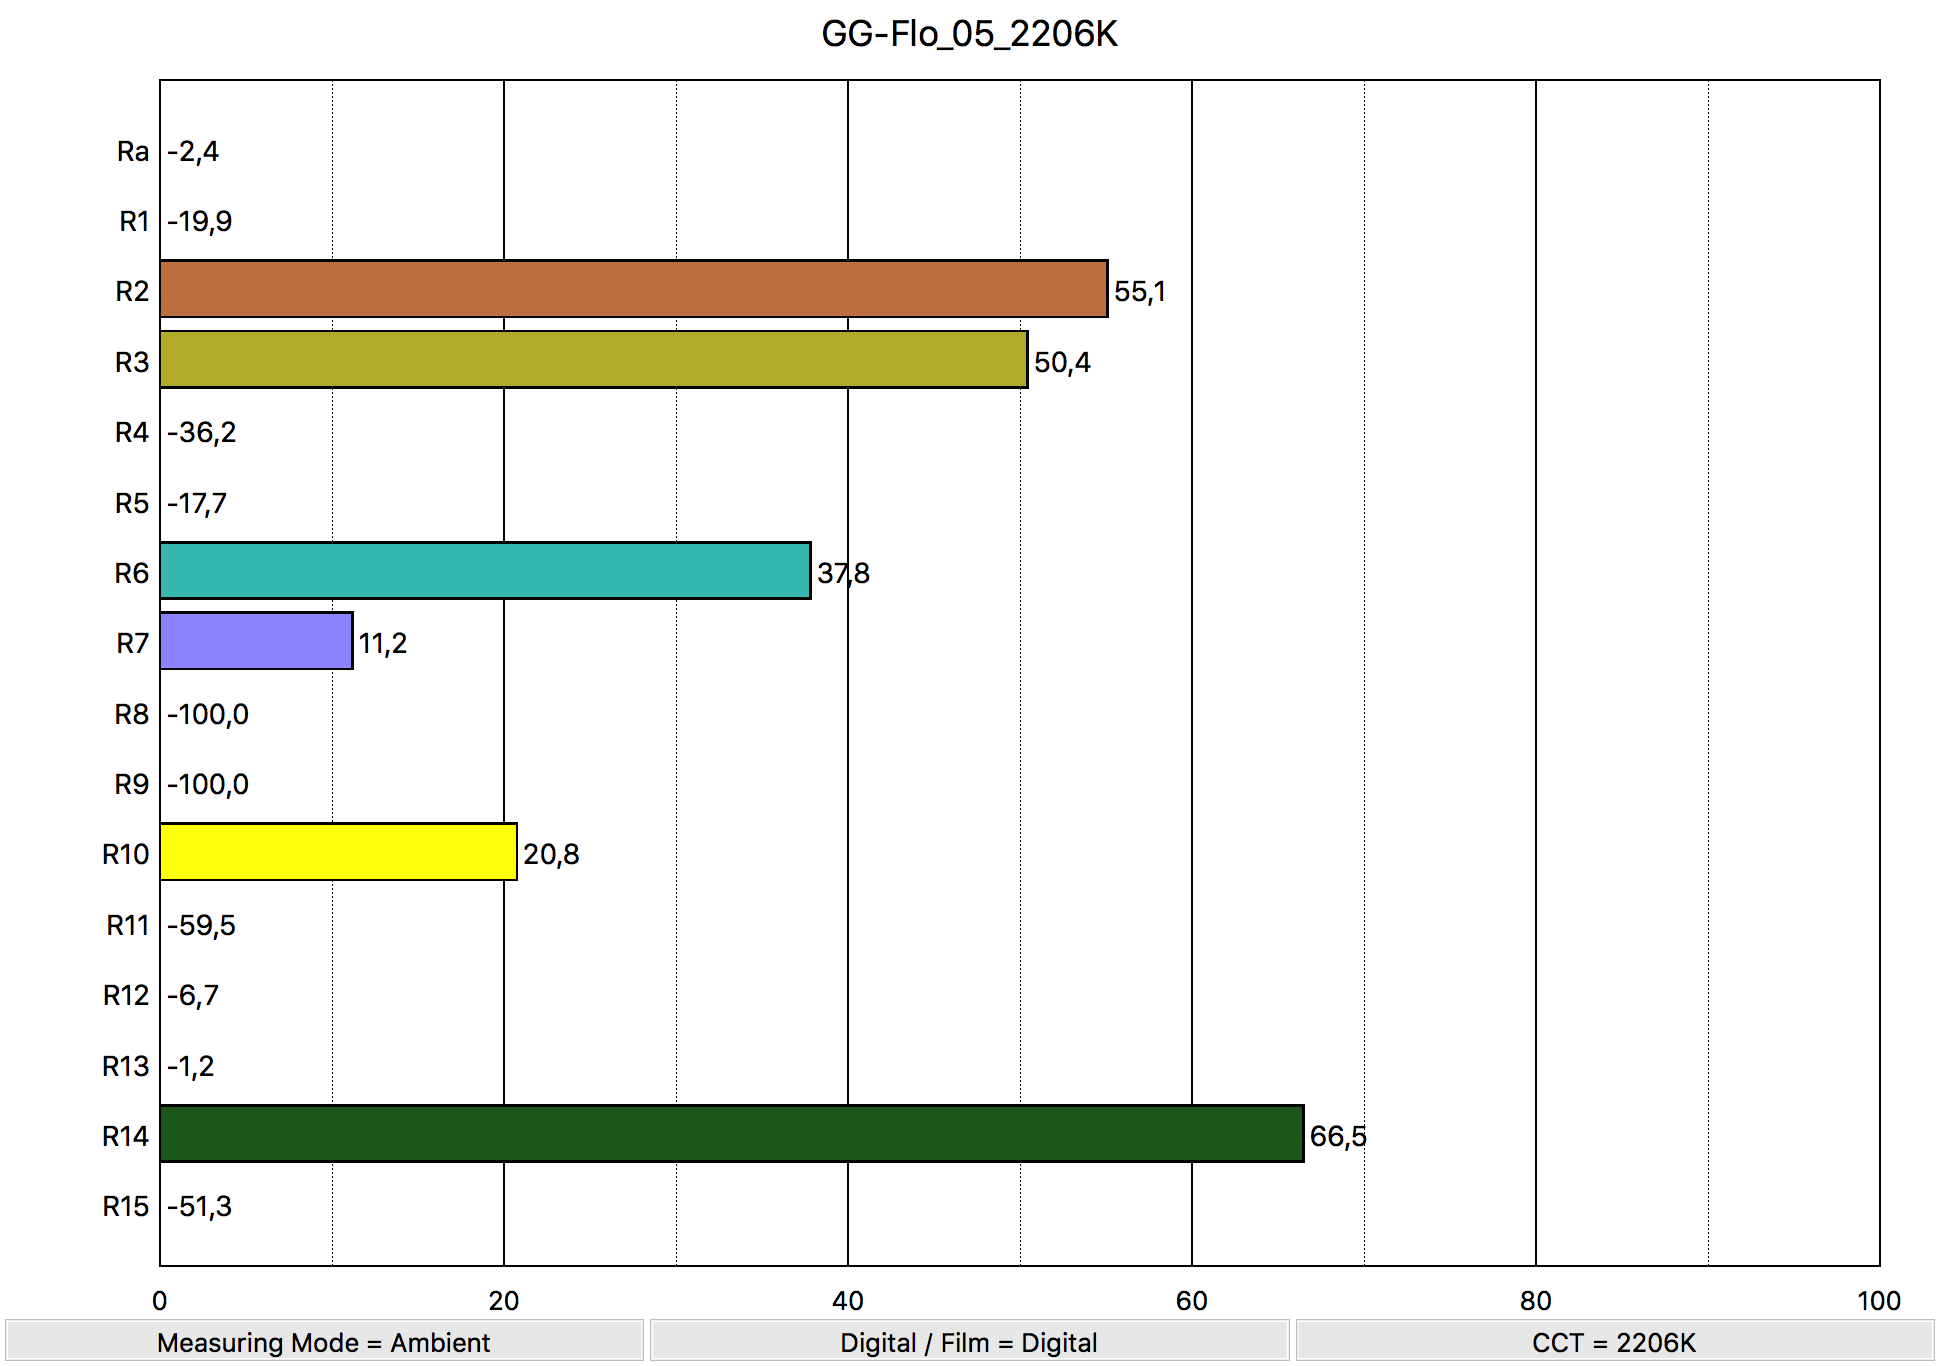 GG-Flo_05_2206K
Ra -2,4
R1 -19,9
R2 55,1
R3 50,4
R4 -36,2
R5 -17,7
R6 37,8
R7 11,2
R8 -100,0
R9 -100,0
R10 20,8
R11 -59,5
R12 -6,7
R13 -1,2
R14 66,5
R15 -51,3
0 20 40 60 80 100
Measuring Mode = Ambient Digital / Film = Digital CCT = 2206K